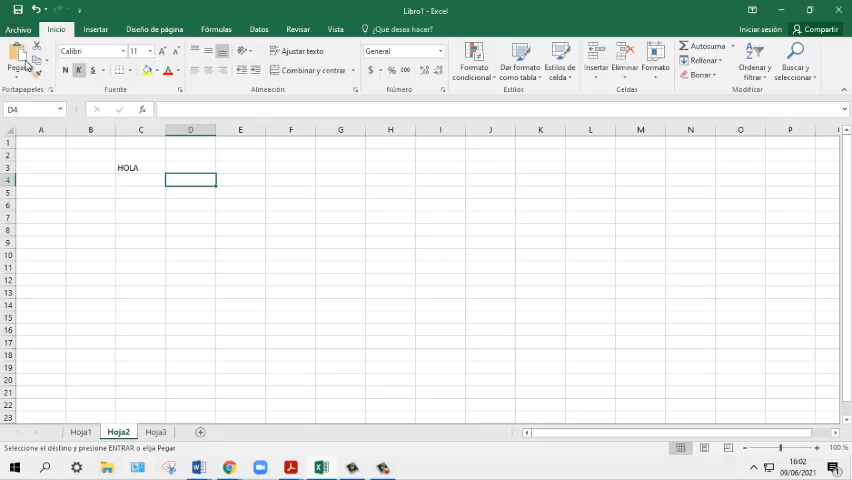 Libro1 - Excel
Archivo Inicio Insertar Diseño de página Fórmulas Datos Revisar Vista ¿Qué desea hacer? Iniciar sesión Compartir
Pegar
Calibri 11
N K S
Ajustar texto
Combinar y centrar
General
$ % 000
Formato condicional
Dar formato como tabla
Estilos de celda
Insertar Eliminar Formato
Autosuma
Rellenar
Borrar
Ordenar y filtrar
Buscar y seleccionar
Portapapeles Fuente Alineación Número Estilos Celdas Modificar
D4 fx
A B C D E F G H I J K L M N O P
1
2
3 HOLA
4
5
6
7
8
9
10
11
12
13
14
15
16
17
18
19
20
21
22
23
Hoja1 Hoja2 Hoja3
Seleccione el destino y presione ENTRAR o elija Pegar 100 %
16:02
09/06/2021